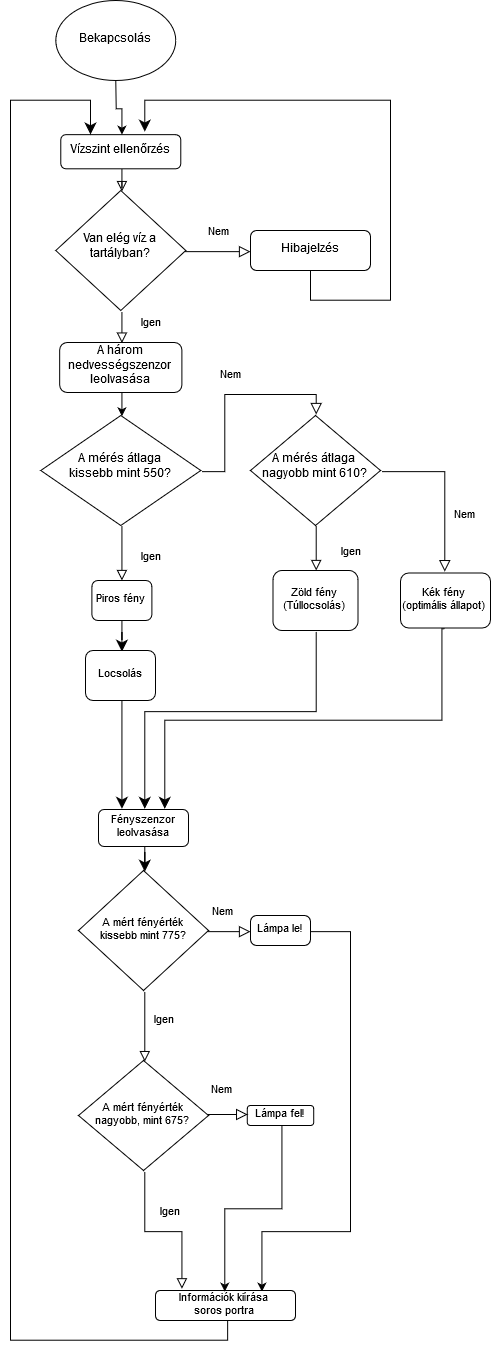 Bekapcsolás
Vízszint ellenőrzés
Van elég víz a
tartályban?
Nem
Hibajelzés
Igen
A három
nedvességszenzor
leolvasása
Nem
A mérés átlaga
kissebb mint 550?
A mérés átlaga
nagyobb mint 610?
Nem
Igen
Igen
Piros fény
Zöld fény
(Túllocsolás)
Kék fény
(optimális állapot)
Locsolás
Fényszenzor
leolvasása
A mért fényérték
kissebb mint 775?
Nem
Lámpa le!
Igen
A mért fényérték
nagyobb, mint 675?
Nem
Lámpa fel!
Igen
Információk kíírása
soros portra